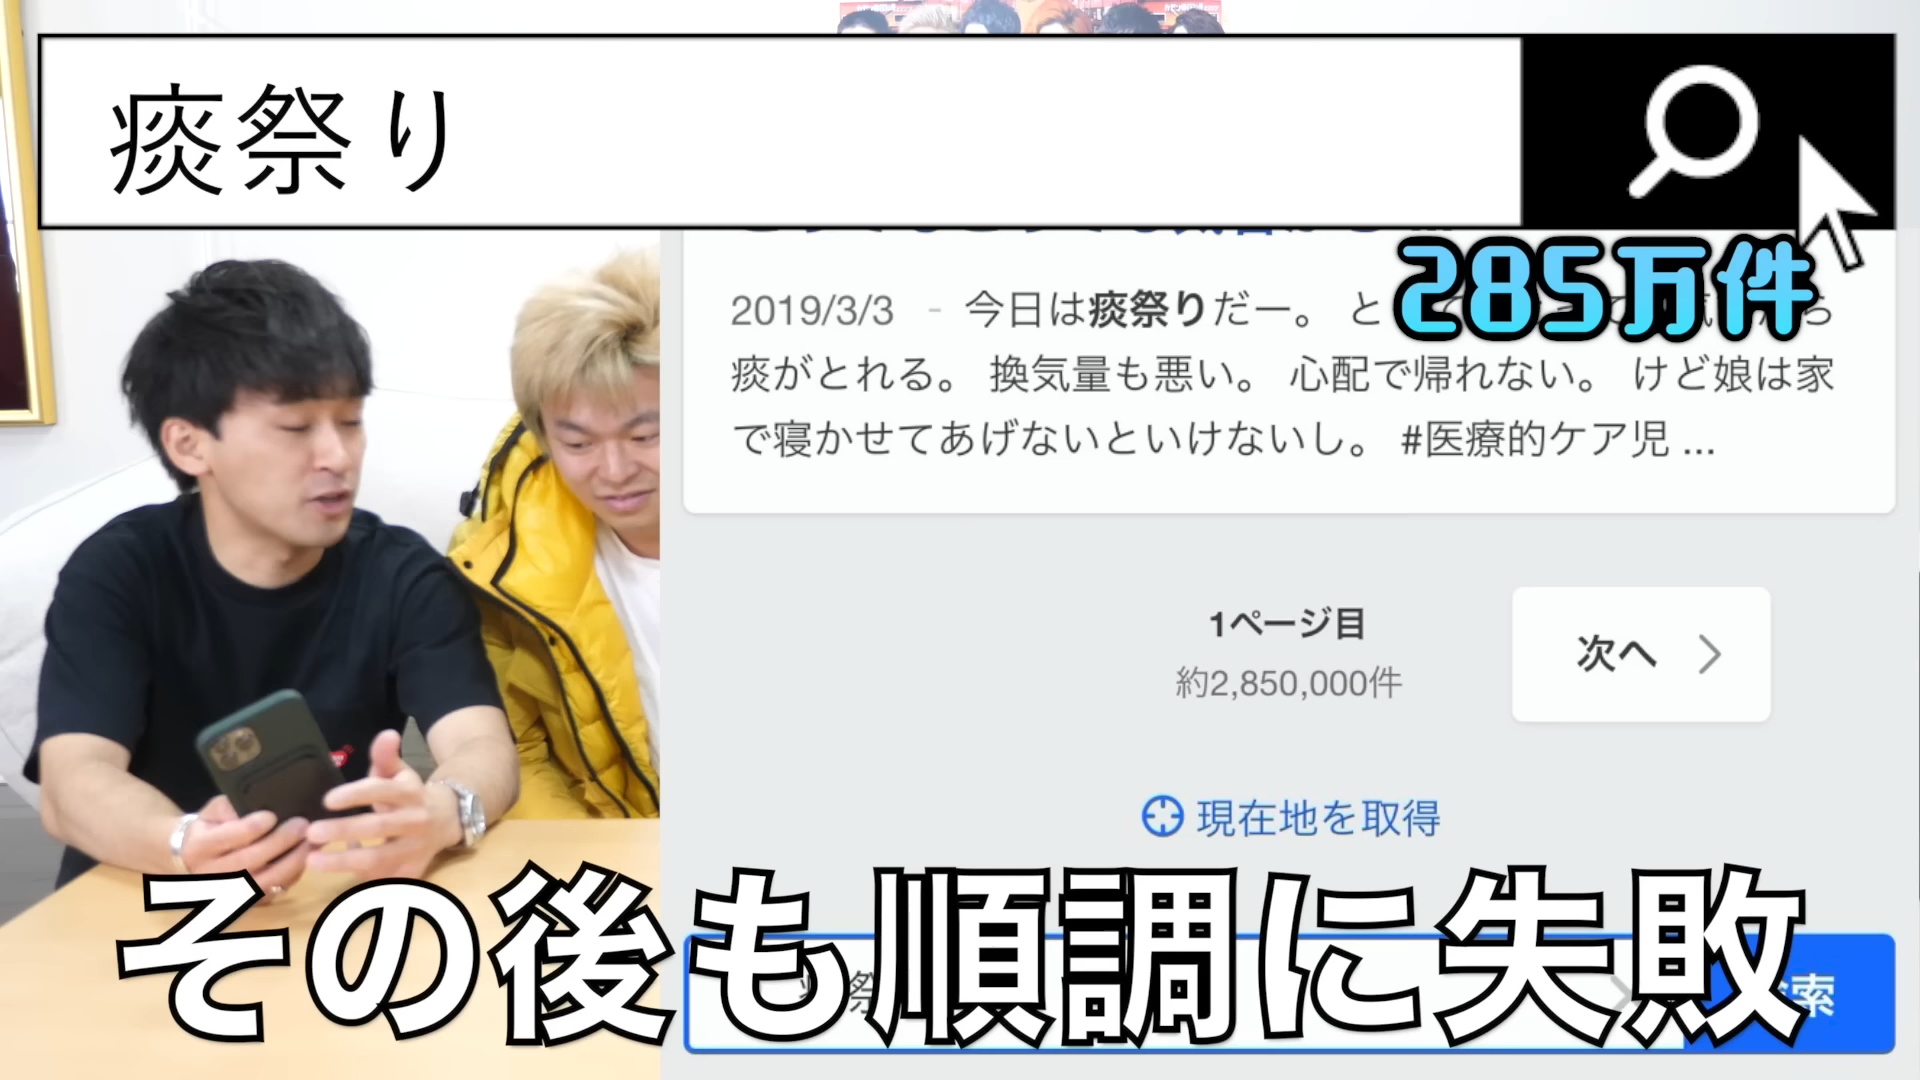 痰祭り
285万件
2019/3/3 - 今日は痰祭りだー。 と
痰がとれる。 換気量も悪い。 心配で帰れない。 けど娘は家
で寝かせてあげないといけないし。 #医療的ケア児 ...
1ページ目
約2,850,000件
次へ
現在地を取得
その後も順調に失敗